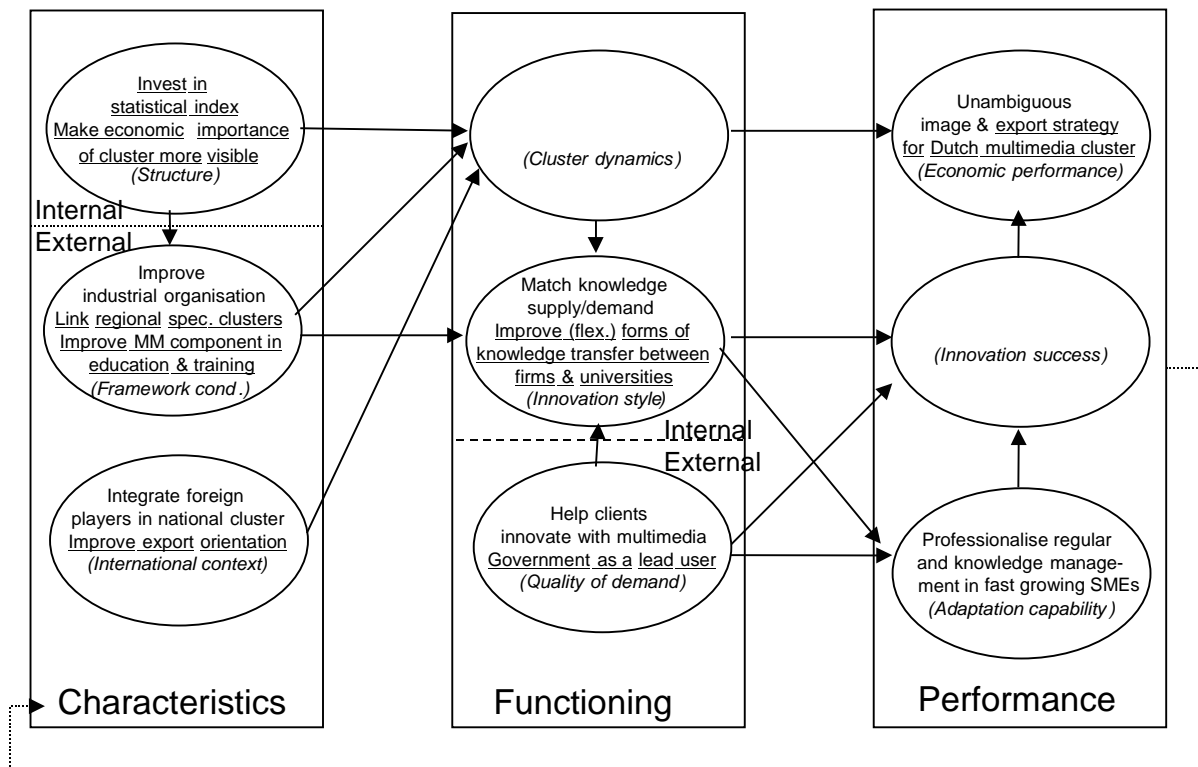 Invest in
statistical index
Make economic importance
of cluster more visible
(Structure)
Internal
External
Improve
industrial organisation
Link regional spec. clusters
Improve MM component in
education & training
(Framework cond.)
Integrate foreign
players in national cluster
Improve export orientation
(International context)
Characteristics
(Cluster dynamics)
Match knowledge
supply/demand
Improve (flex.) forms of
knowledge transfer between
firms & universities
(Innovation style)
Internal
External
Help clients
innovate with multimedia
Government as a lead user
(Quality of demand)
Functioning
Unambiguous
image & export strategy
for Dutch multimedia cluster
(Economic performance)
(Innovation success)
Professionalise regular
and knowledge manage-
ment in fast growing SMEs
(Adaptation capability)
Performance